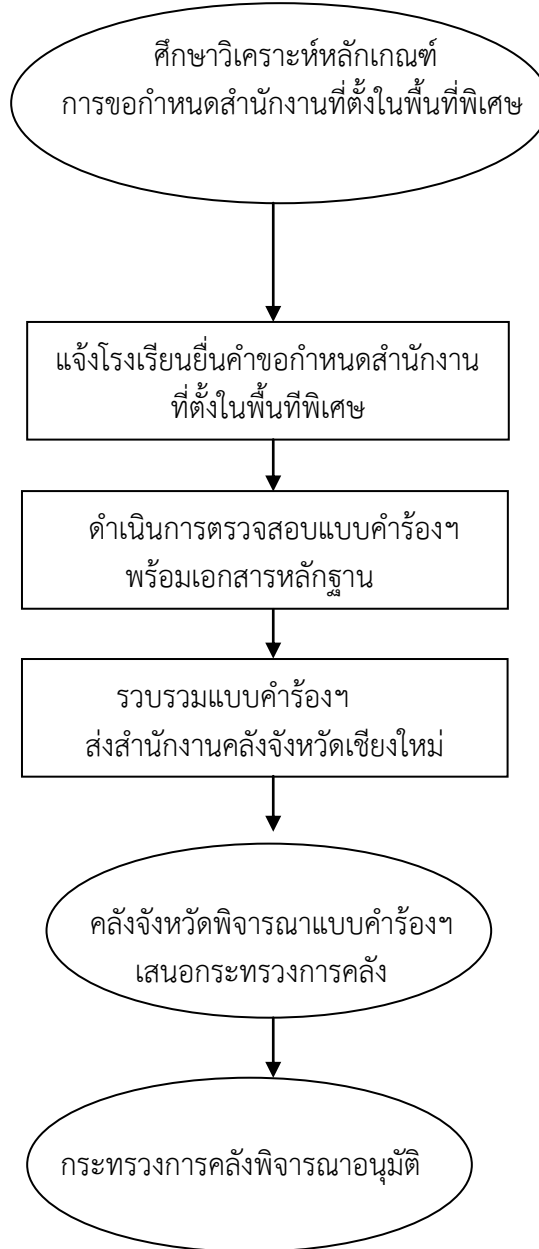 ศึกษาวิเคราะห์หลักเกณฑ์
การขอกำหนดสำนักงานที่ตั้งในพื้นที่พิเศษ
แจ้งโรงเรียนยื่นคำขอกำหนดสำนักงาน
ที่ตั้งในพื้นทีพิเศษ
ดำเนินการตรวจสอบแบบคำร้องฯ
พร้อมเอกสารหลักฐาน
รวบรวมแบบคำร้องฯ
ส่งสำนักงานคลังจังหวัดเชียงใหม่
คลังจังหวัดพิจารณาแบบคำร้องฯ
เสนอกระทรวงการคลัง
กระทรวงการคลังพิจารณาอนุมัติ